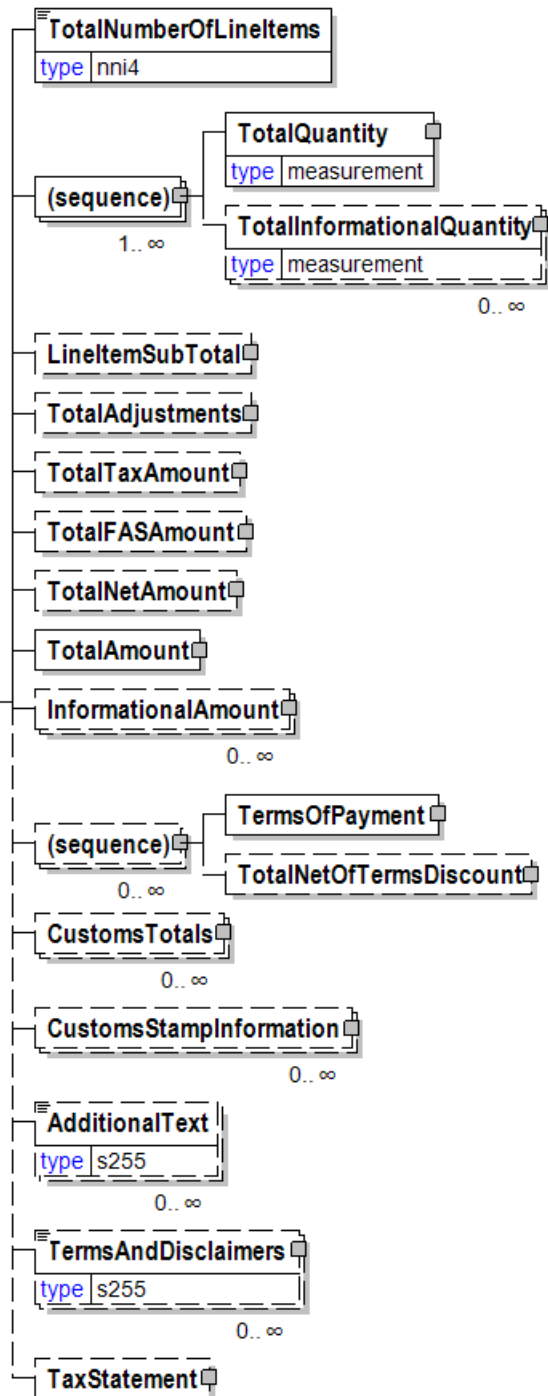 TotalNumberOfLineItems
type nni4
(sequence)
1.. ∞
TotalQuantity
type measurement
TotalInformationalQuantity
type measurement
0.. ∞
LineItemSubTotal
TotalAdjustments
TotalTaxAmount
TotalFASAmount
TotalNetAmount
TotalAmount
InformationalAmount
0.. ∞
(sequence)
0.. ∞
TermsOfPayment
TotalNetOfTermsDiscount
CustomsTotals
0.. ∞
CustomsStampInformation
0.. ∞
AdditionalText
type s255
0.. ∞
TermsAndDisclaimers
type s255
0.. ∞
TaxStatement